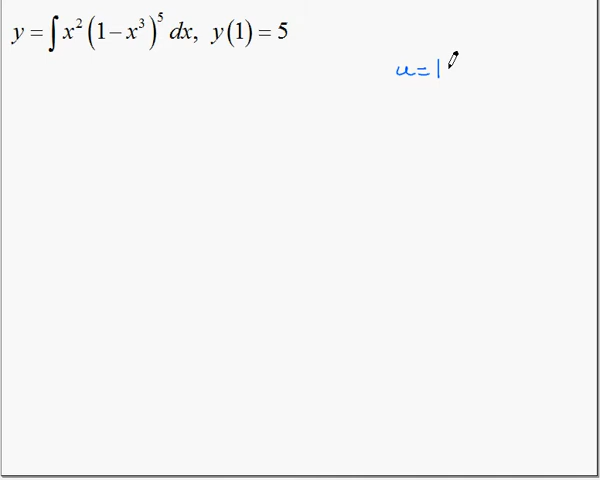 y = ∫ x² (1 − x³)⁵ dx, y(1) = 5
u = 1